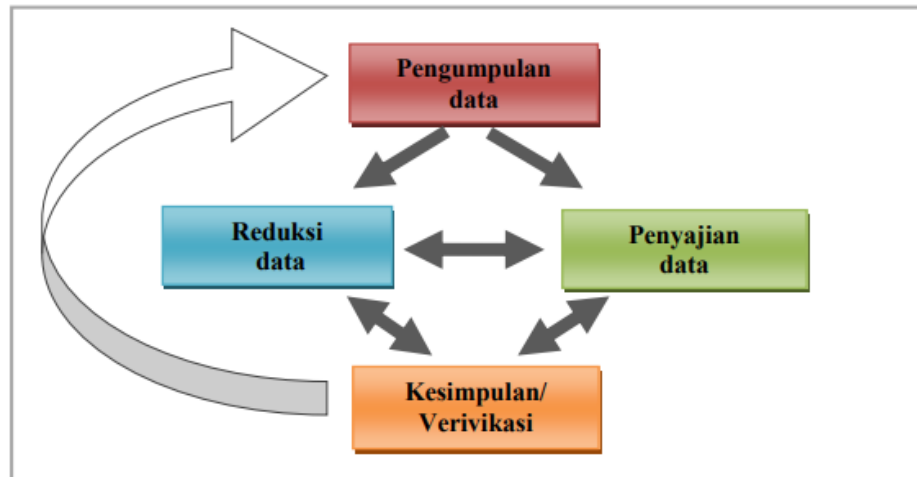 Pengumpulan
data
Reduksi
data
Penyajian
data
Kesimpulan/
Verivikasi